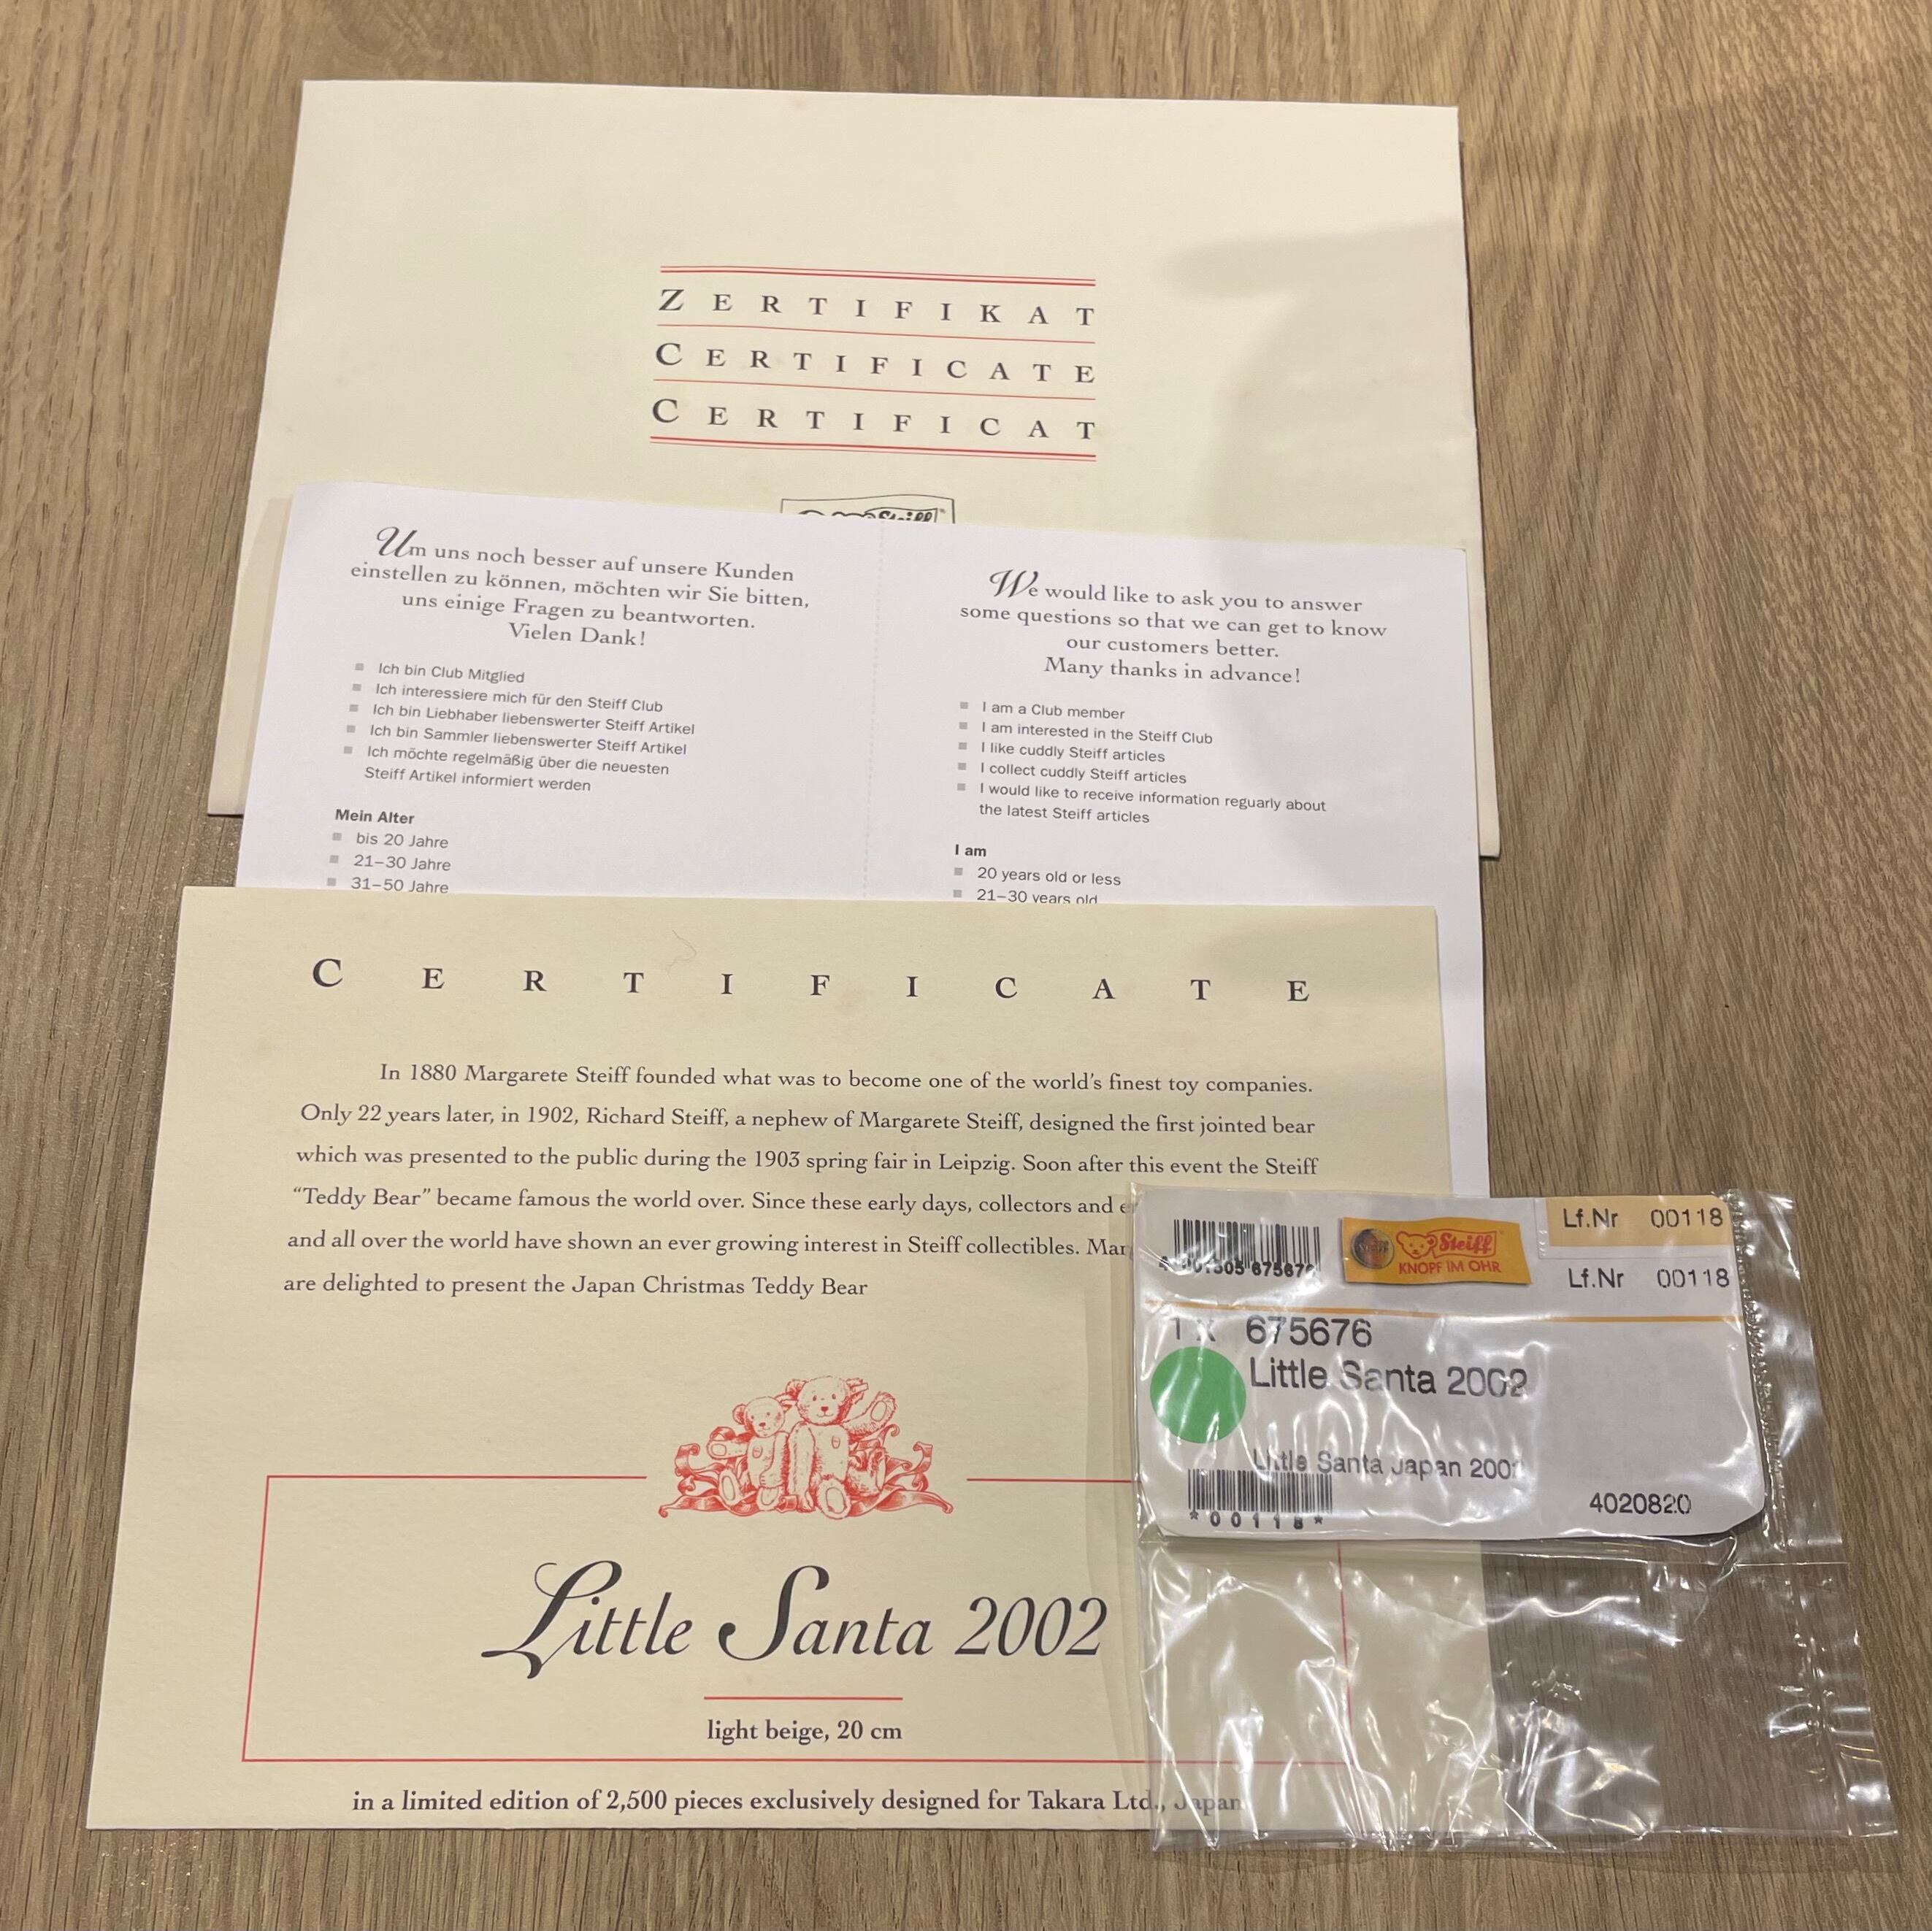 ZERTIFIKAT
CERTIFICATE
CERTIFICAT
Steiff
Um uns noch besser auf unsere Kunden
einstellen zu können, möchten wir Sie bitten,
uns einige Fragen zu beantworten.
Vielen Dank!
Ich bin Club Mitglied
Ich interessiere mich für den Steiff Club
Ich bin Liebhaber liebenswerter Steiff Artikel
Ich bin Sammler liebenswerter Steiff Artikel
Ich möchte regelmäßig über die neuesten
Steiff Artikel informiert werden
Mein Alter
bis 20 Jahre
21–30 Jahre
31–50 Jahre
We would like to ask you to answer
some questions so that we can get to know
our customers better.
Many thanks in advance!
I am a Club member
I am interested in the Steiff Club
I like cuddly Steiff articles
I collect cuddly Steiff articles
I would like to receive information reguarly about
the latest Steiff articles
I am
20 years old or less
21–30 years old
CERTIFICATE
In 1880 Margarete Steiff founded what was to become one of the world's finest toy companies.
Only 22 years later, in 1902, Richard Steiff, a nephew of Margarete Steiff, designed the first jointed bear
which was presented to the public during the 1903 spring fair in Leipzig. Soon after this event the Steiff
“Teddy Bear” became famous the world over. Since these early days, collectors and
and all over the world have shown an ever growing interest in Steiff collectibles.
are delighted to present the Japan Christmas Teddy Bear
Little Santa 2002
light beige, 20 cm
in a limited edition of 2,500 pieces exclusively designed for Takara Ltd., Japan
Lf.Nr 00118
Steiff
KNOPF IM OHR
Lf.Nr 00118
1 X 675676
Little Santa 2002
Little Santa Japan
4020820
*00118*